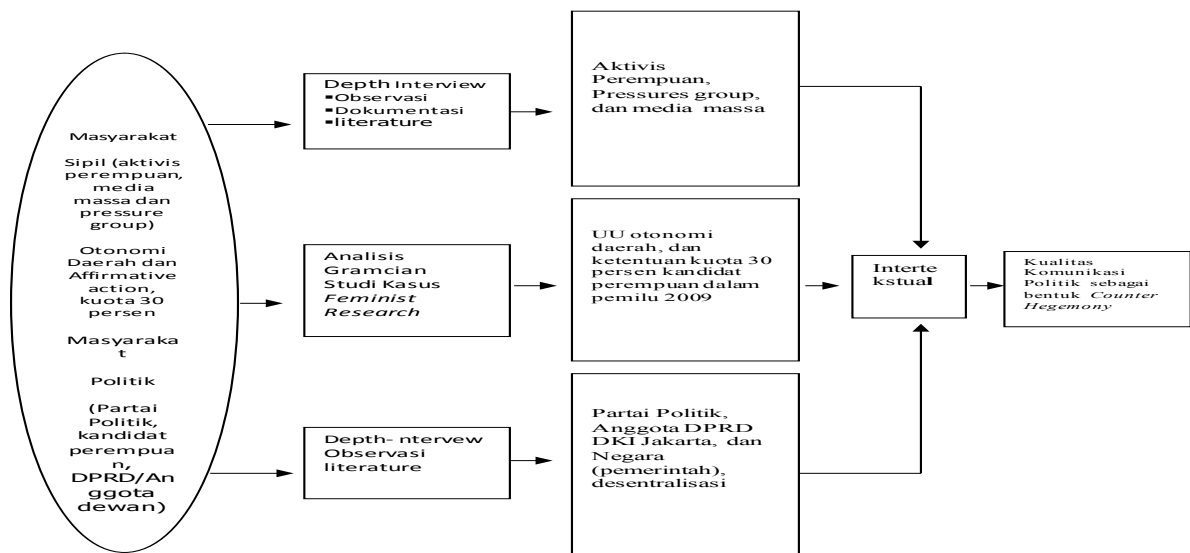 Masyarakat
Sipil (aktivis
perempuan,
media
massa dan
pressure
group)
Otonomi
Daerah dan
Affirmative
action,
kuota 30
persen
Masyaraka
t
Politik
(Partai
Politik,
kandidat
perempua
n,
DPRD/An
ggota
dewan)
Depth Interview
▪Observasi
▪Dokumentasi
▪literature
Analisis
Gramcian
Studi Kasus
Feminist
Research
Depth- ntervew
Observasi
literature
Aktivis
Perempuan,
Pressures group,
dan media massa
UU otonomi
daerah, dan
ketentuan kuota 30
persen kandidat
perempuan dalam
pemilu 2009
Partai Politik,
Anggota DPRD
DKI Jakarta, dan
Negara
(pemerintah),
desentralisasi
Interte
kstual
Kualitas
Komunikasi
Politik sebagai
bentuk Counter
Hegemony